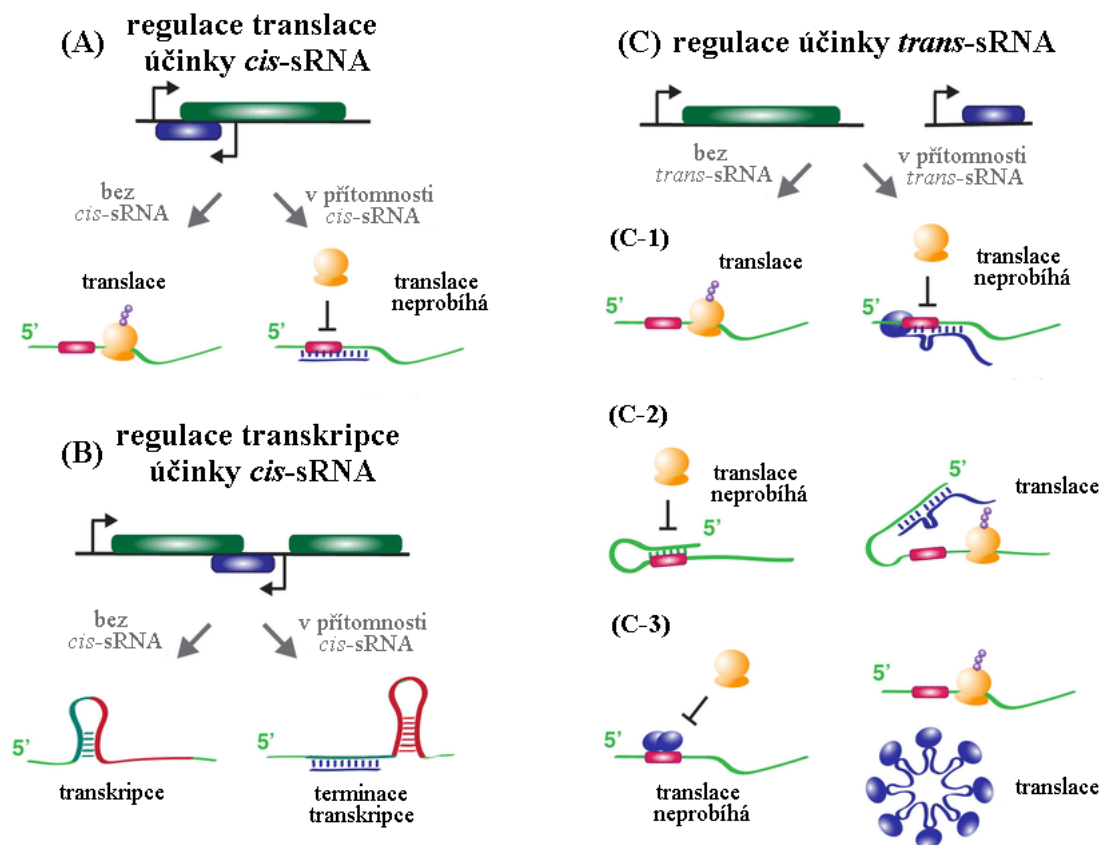 (A) regulace translace
účinky cis-sRNA
bez
cis-sRNA
v přítomnosti
cis-sRNA
translace
5’
translace
neprobíhá
5’
(B) regulace transkripce
účinky cis-sRNA
bez
cis-sRNA
v přítomnosti
cis-sRNA
5’
transkripce
5’
terminace
transkripce
(C) regulace účinky trans-sRNA
bez
trans-sRNA
v přítomnosti
trans-sRNA
(C-1)
translace
5’
translace
neprobíhá
5’
(C-2)
translace
neprobíhá
5’
5’
translace
(C-3)
5’
translace
neprobíhá
5’
translace